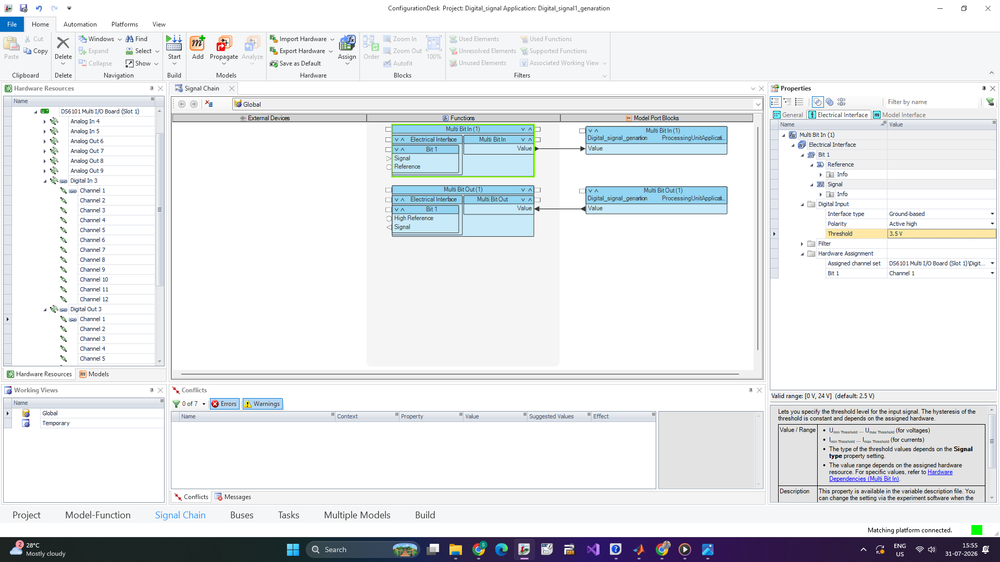 ConfigurationDesk Project: Digital_signal Application: Digital_signal1_genaration
File Home Automation Platforms View
Paste
Cut
Copy
Clipboard
Delete
Delete
Windows
Expand
Collapse
Find
Select
Show
Navigation
Start
Build
Add
Propagate
Analyze
Models
Import Hardware
Export Hardware
Save as Default
Assign
Hardware
Order
Zoom In
Zoom Out
Autofit
100%
Blocks
Used Elements
Unresolved Elements
Unused Elements
Used Functions
Supported Functions
Associated Working View
Filters
Hardware Resources
Name
DS6101 Multi I/O Board (Slot 1)
Analog In 4
Analog In 5
Analog Out 6
Analog Out 7
Analog Out 8
Analog Out 9
Digital In 3
Channel 1
Channel 2
Channel 3
Channel 4
Channel 5
Channel 6
Channel 7
Channel 8
Channel 9
Channel 10
Channel 11
Channel 12
Digital Out 3
Channel 1
Channel 2
Channel 3
Channel 4
Channel 5
Hardware Resources Models
Signal Chain
Global
External Devices Functions Model Port Blocks
Multi Bit In (1)
Electrical Interface Multi Bit In
Bit 1 Value
Signal
Reference
Multi Bit In (1)
Digital_signal_genartion ProcessingUnitApplicati...
Value
Multi Bit Out (1)
Electrical Interface Multi Bit Out
Bit 1 Value
High Reference
Signal
Multi Bit Out (1)
Digital_signal_genartion ProcessingUnitApplicati...
Value
Properties
Filter by name
General Electrical Interface Model Interface
Name Value
Multi Bit In (1)
Electrical Interface
Bit 1
Reference
Info
Signal
Info
Digital Input
Interface type Ground-based
Polarity Active high
Threshold 3.5 V
Filter
Hardware Assignment
Assigned channel set DS6101 Multi I/O Board (Slot 1)\Digit...
Bit 1 Channel 1
Valid range: [0 V, 24 V] (default: 2.5 V)
Lets you specify the threshold level for the input signal. The hysteresis of the
threshold is constant and depends on the assigned hardware.
Value / Range
• Umin Threshold ... Umax Threshold (for voltages)
• Imin Threshold ... Imax Threshold (for currents)
• The type of the threshold values depends on the Signal
type property setting.
• The value range depends on the assigned hardware
resource. For specific values, refer to Hardware
Dependencies (Multi Bit In).
Description This property is available in the variable description file. You
can change the setting via the experiment software when the
Working Views
Name
Global
Temporary
Conflicts
0 of 7 Errors Warnings
Name Context Property Value Suggested Values Effect
Conflicts Messages
Project Model-Function Signal Chain Buses Tasks Multiple Models Build
Matching platform connected.
2
28°C
Mostly cloudy
Search
S
ENG
US
15:55
31-07-2026